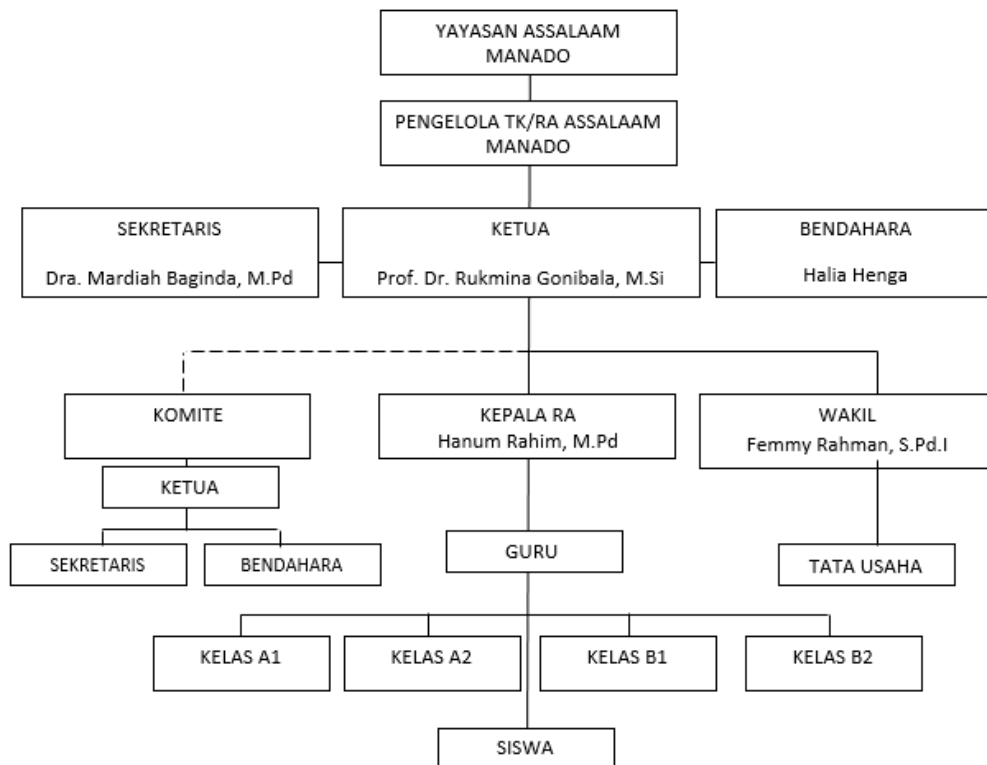 YAYASAN ASSALAAM
MANADO
PENGELOLA TK/RA ASSALAAM
MANADO
SEKRETARIS
Dra. Mardiah Baginda, M.Pd
KETUA
Prof. Dr. Rukmina Gonibala, M.Si
BENDAHARA
Halia Henga
KOMITE
KEPALA RA
Hanum Rahim, M.Pd
WAKIL
Femmy Rahman, S.Pd.I
KETUA
SEKRETARIS
BENDAHARA
GURU
TATA USAHA
KELAS A1
KELAS A2
KELAS B1
KELAS B2
SISWA